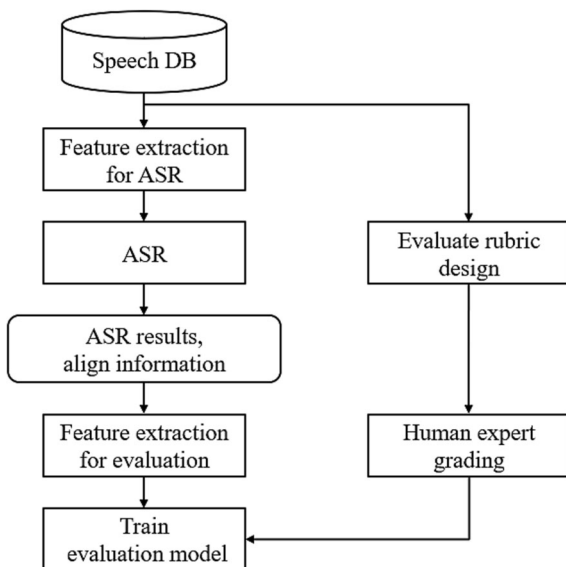 Speech DB
Feature extraction
for ASR
ASR
Evaluate rubric
design
ASR results,
align information
Feature extraction
for evaluation
Human expert
grading
Train
evaluation model